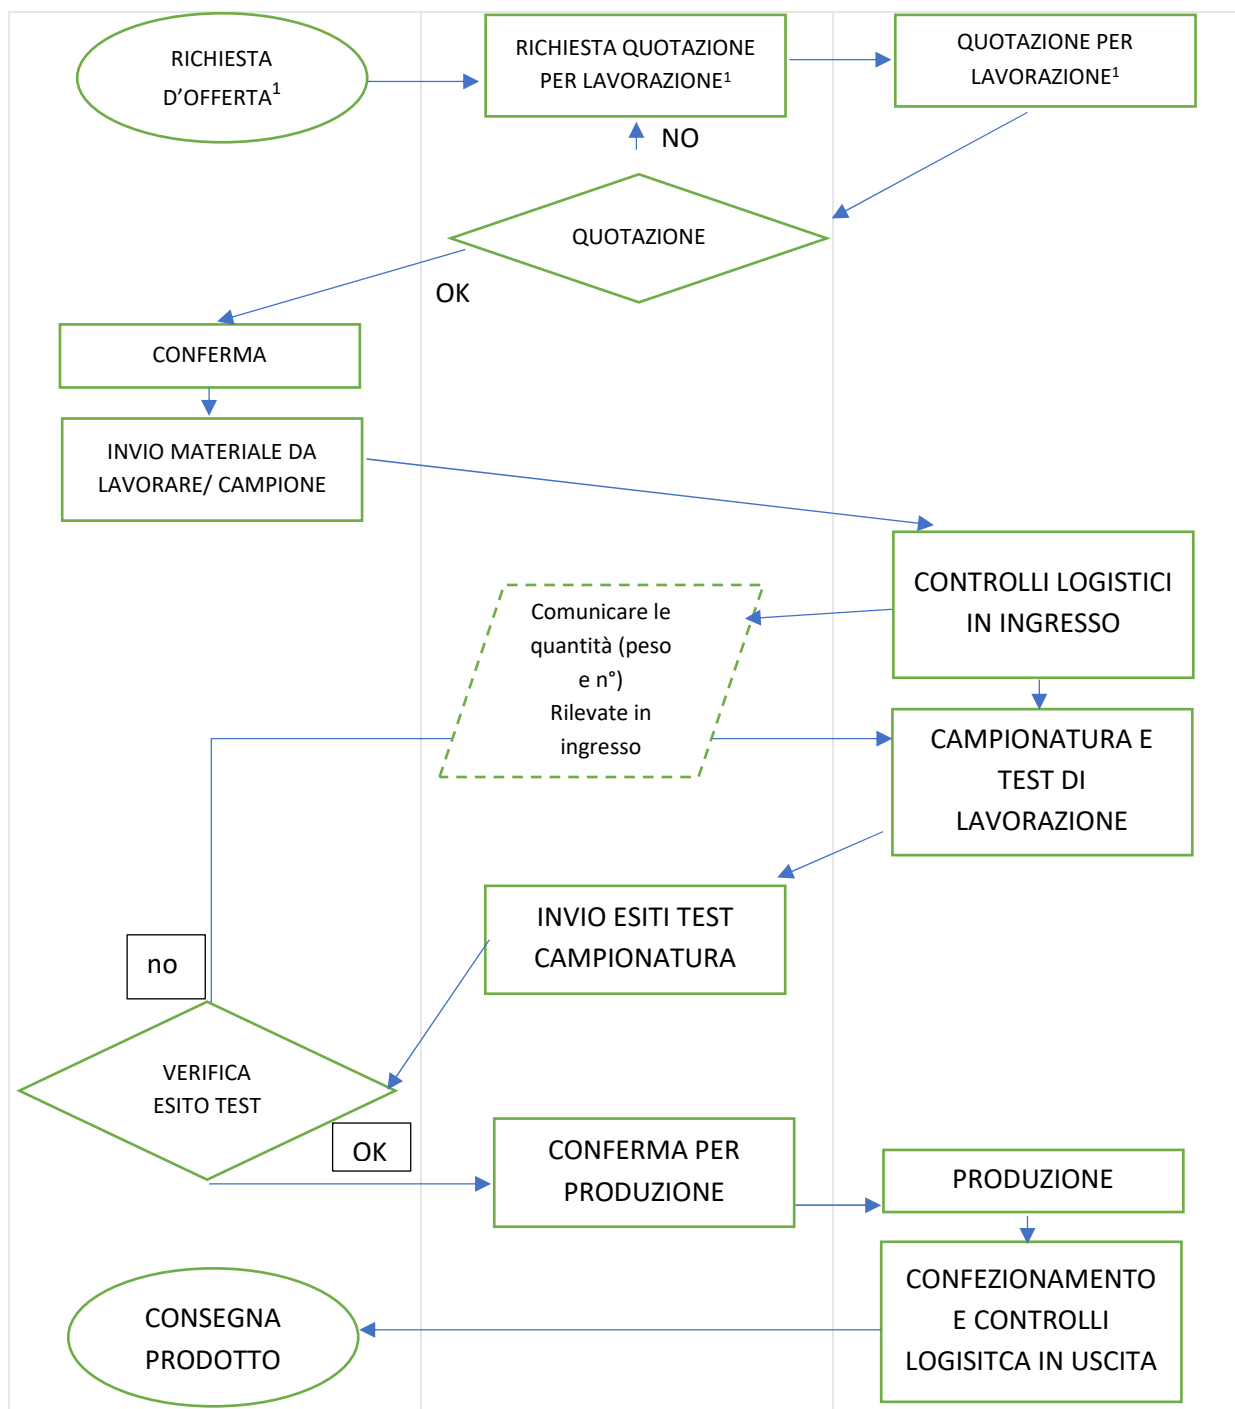 RICHIESTA
D'OFFERTA¹
RICHIESTA QUOTAZIONE
PER LAVORAZIONE¹
QUOTAZIONE PER
LAVORAZIONE¹
NO
QUOTAZIONE
OK
CONFERMA
INVIO MATERIALE DA
LAVORARE/ CAMPIONE
CONTROLLI LOGISTICI
IN INGRESSO
Comunicare le
quantità (peso
e n°)
Rilevate in
ingresso
CAMPIONATURA E
TEST DI
LAVORAZIONE
INVIO ESITI TEST
CAMPIONATURA
no
VERIFICA
ESITO TEST
OK
CONFERMA PER
PRODUZIONE
PRODUZIONE
CONFEZIONAMENTO
E CONTROLLI
LOGISITCA IN USCITA
CONSEGNA
PRODOTTO